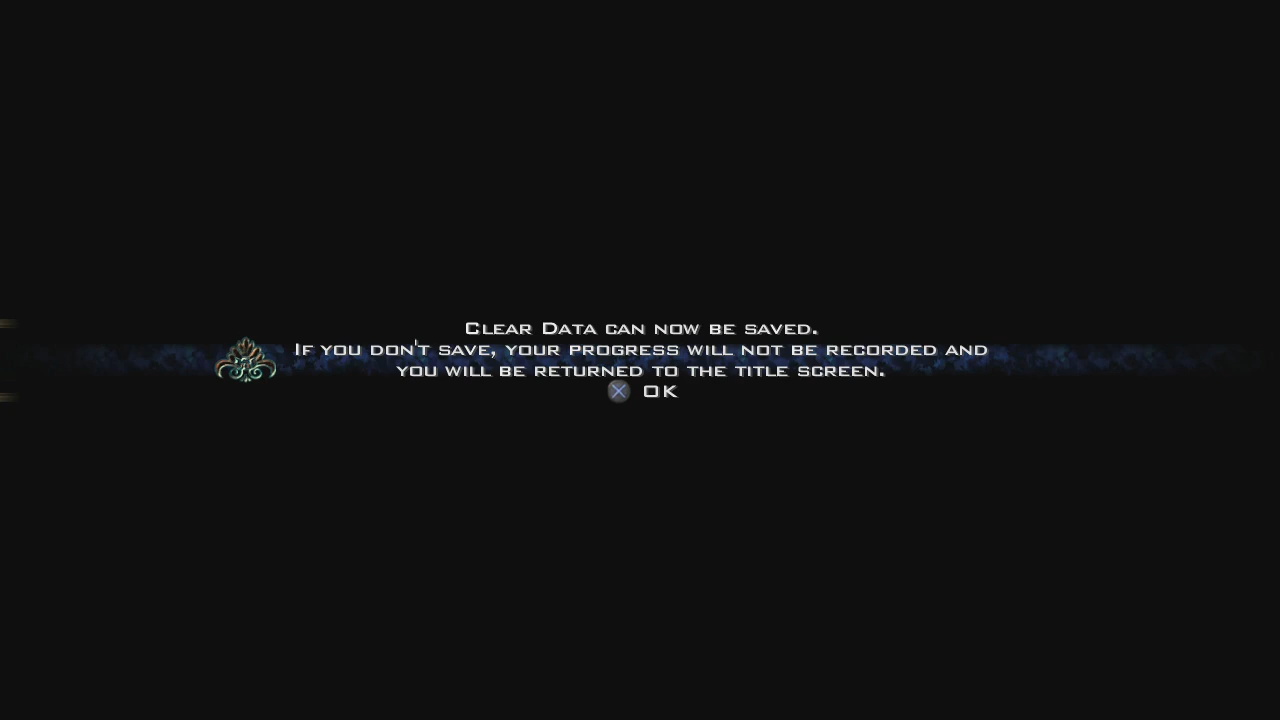 Clear Data can now be saved.
If you don't save, your progress will not be recorded and
you will be returned to the title screen.
OK